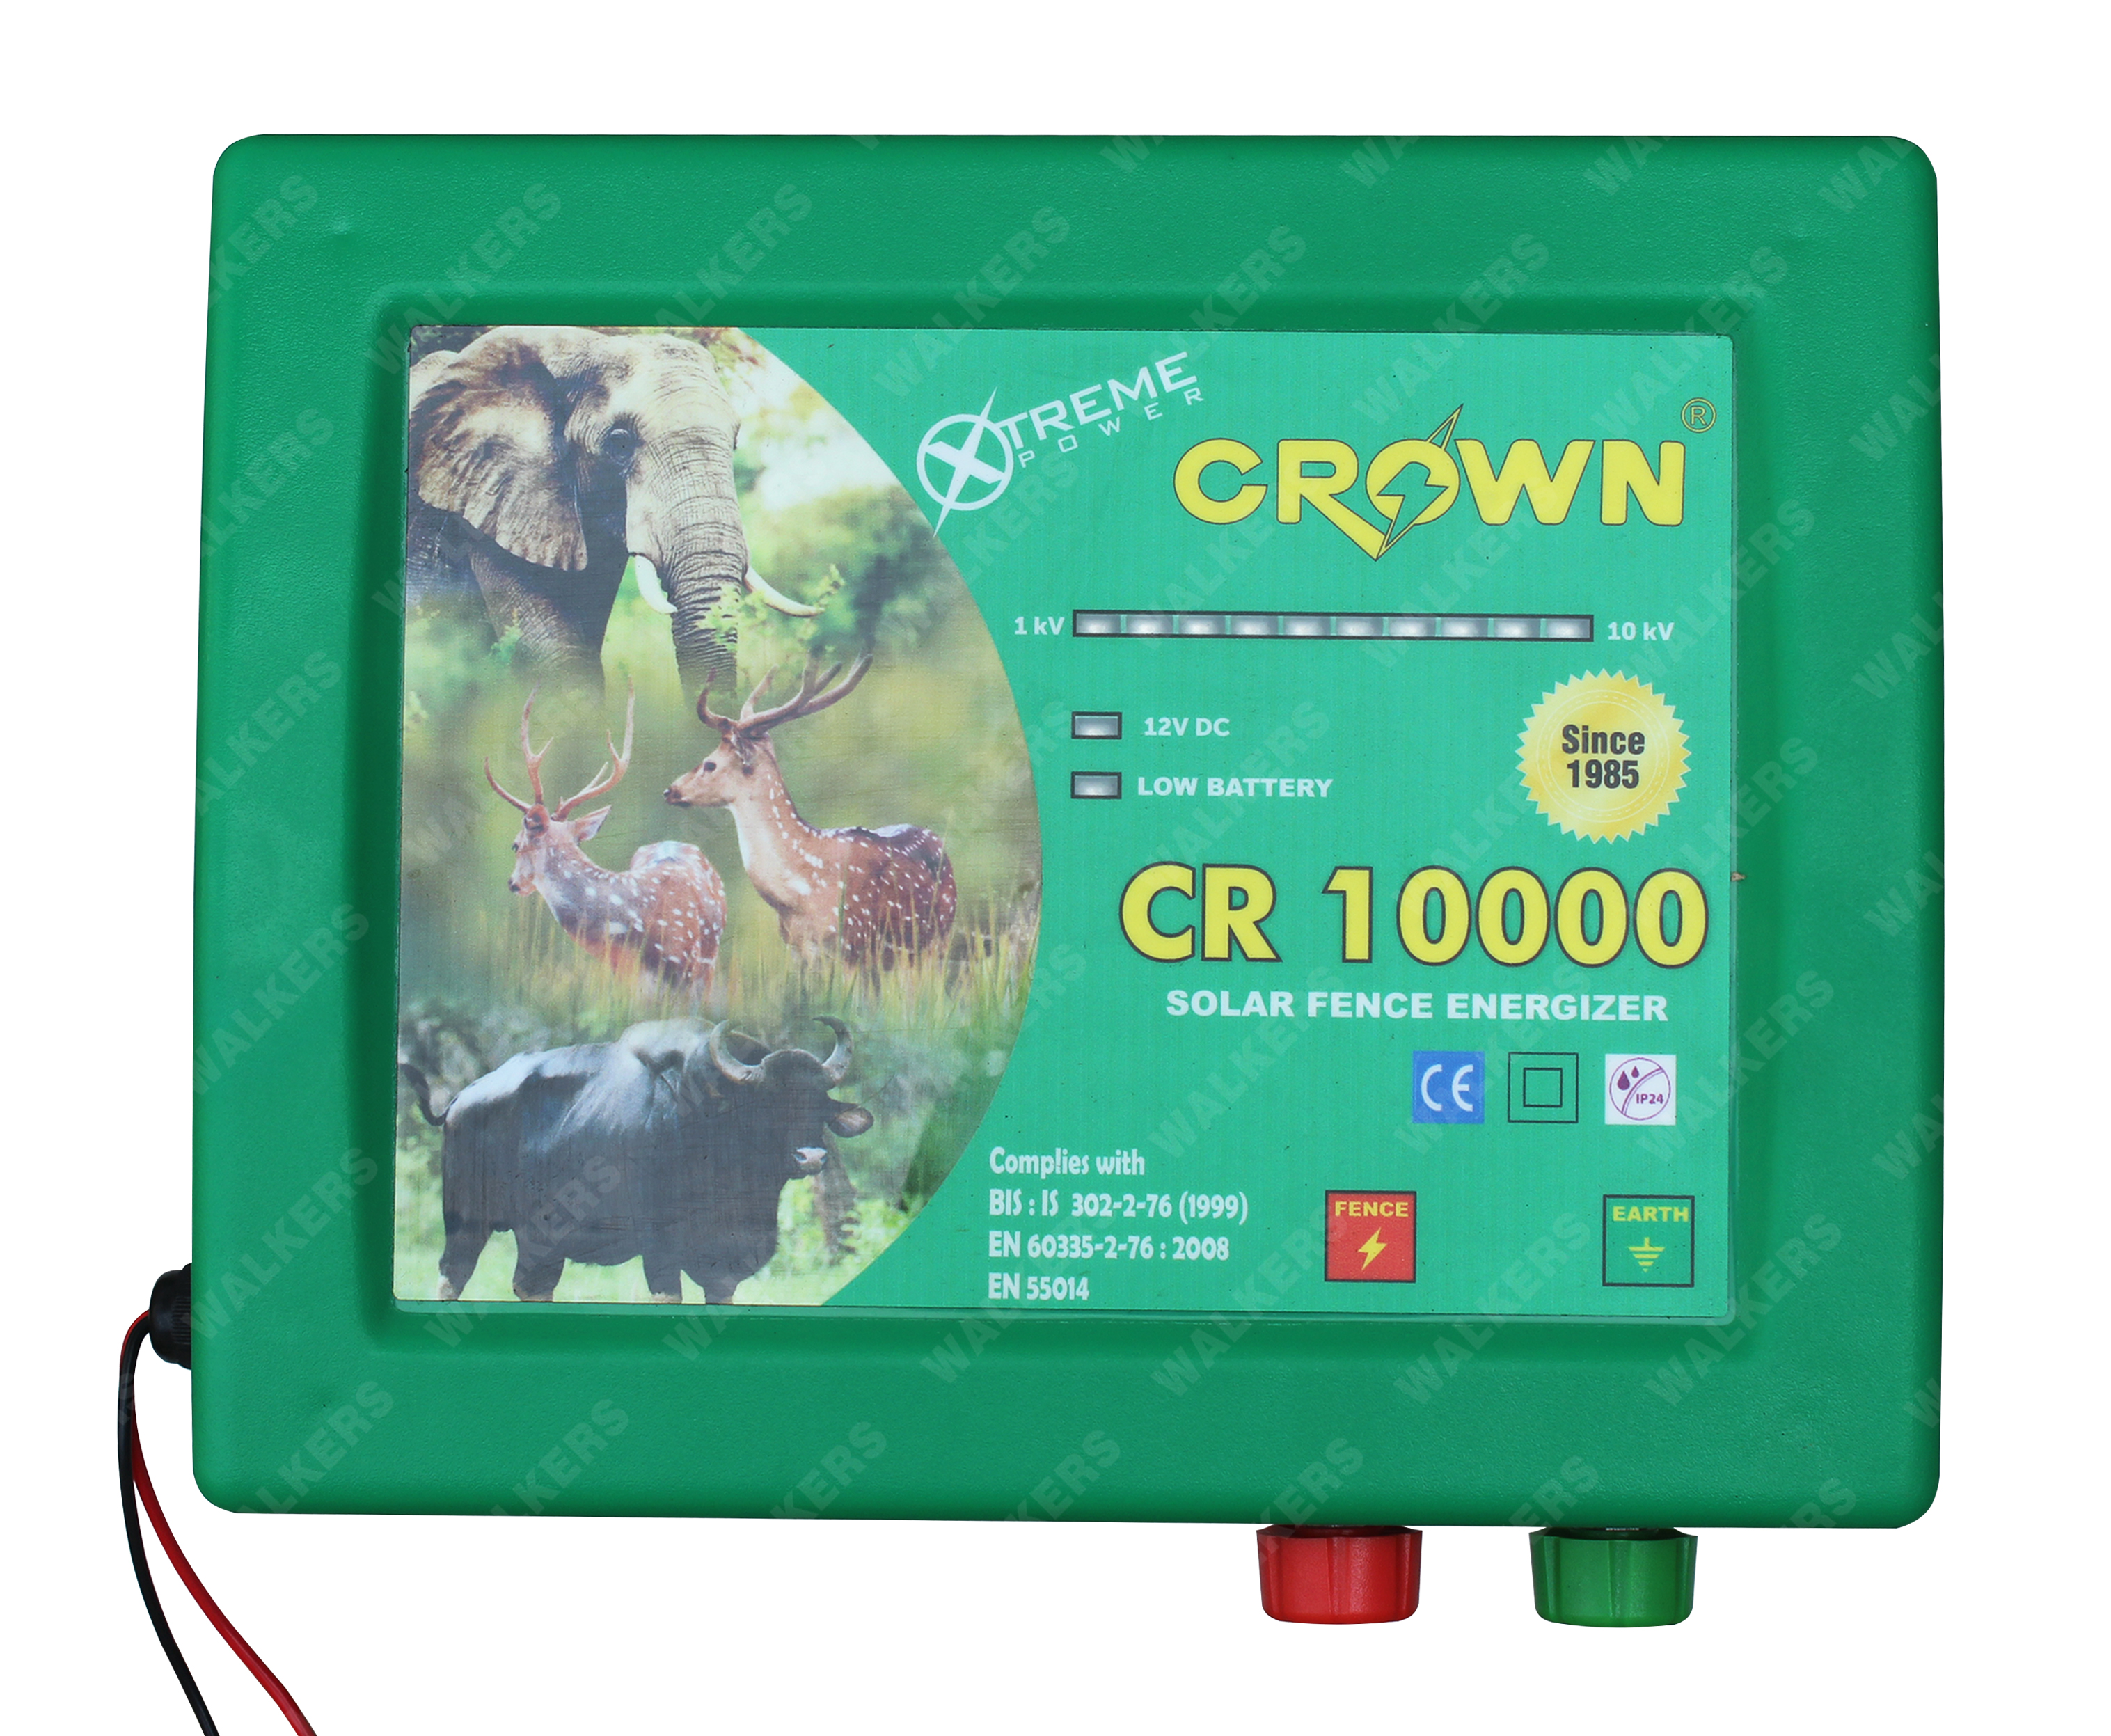 XTREME
POWER
CROWN ®
1 kV 10 kV
12V DC
LOW BATTERY
Since
1985
CR 10000
SOLAR FENCE ENERGIZER
CE
IP24
Complies with
BIS : IS 302-2-76 (1999)
EN 60335-2-76 : 2008
EN 55014
FENCE
EARTH
WALKERS